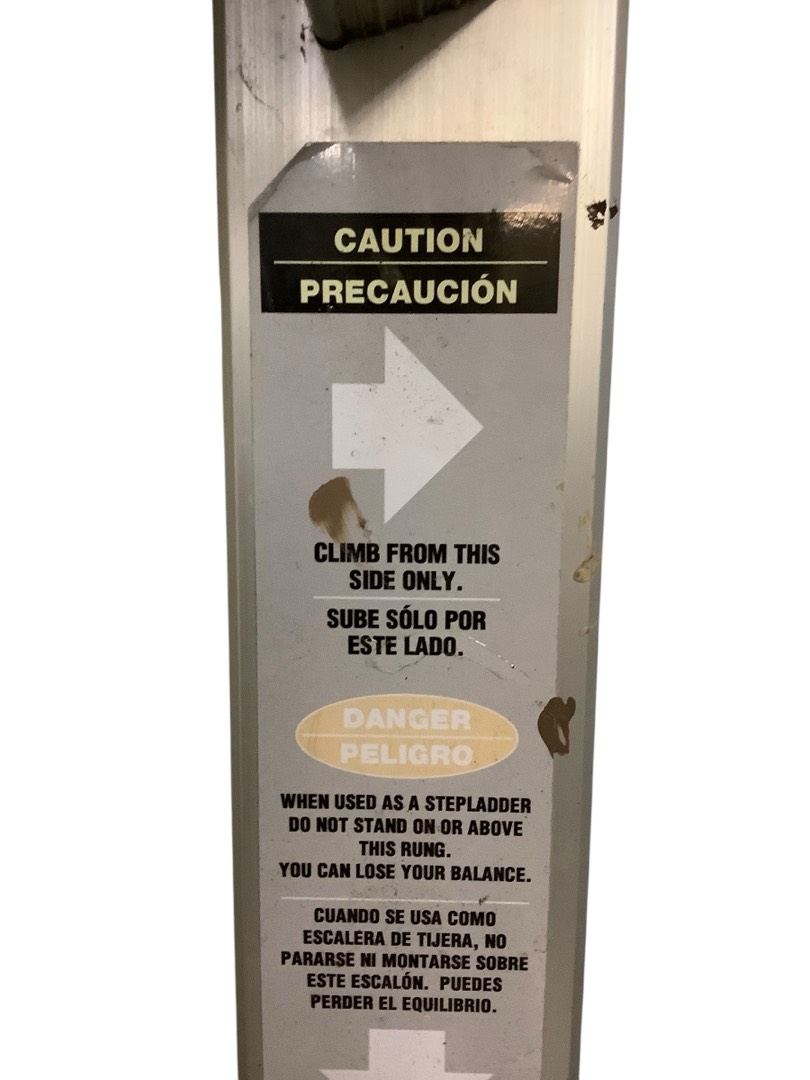 CAUTION
PRECAUCIÓN
CLIMB FROM THIS
SIDE ONLY.
SUBE SÓLO POR
ESTE LADO.
DANGER
PELIGRO
WHEN USED AS A STEPLADDER
DO NOT STAND ON OR ABOVE
THIS RUNG.
YOU CAN LOSE YOUR BALANCE.
CUANDO SE USA COMO
ESCALERA DE TIJERA, NO
PARARSE NI MONTARSE SOBRE
ESTE ESCALÓN. PUEDES
PERDER EL EQUILIBRIO.